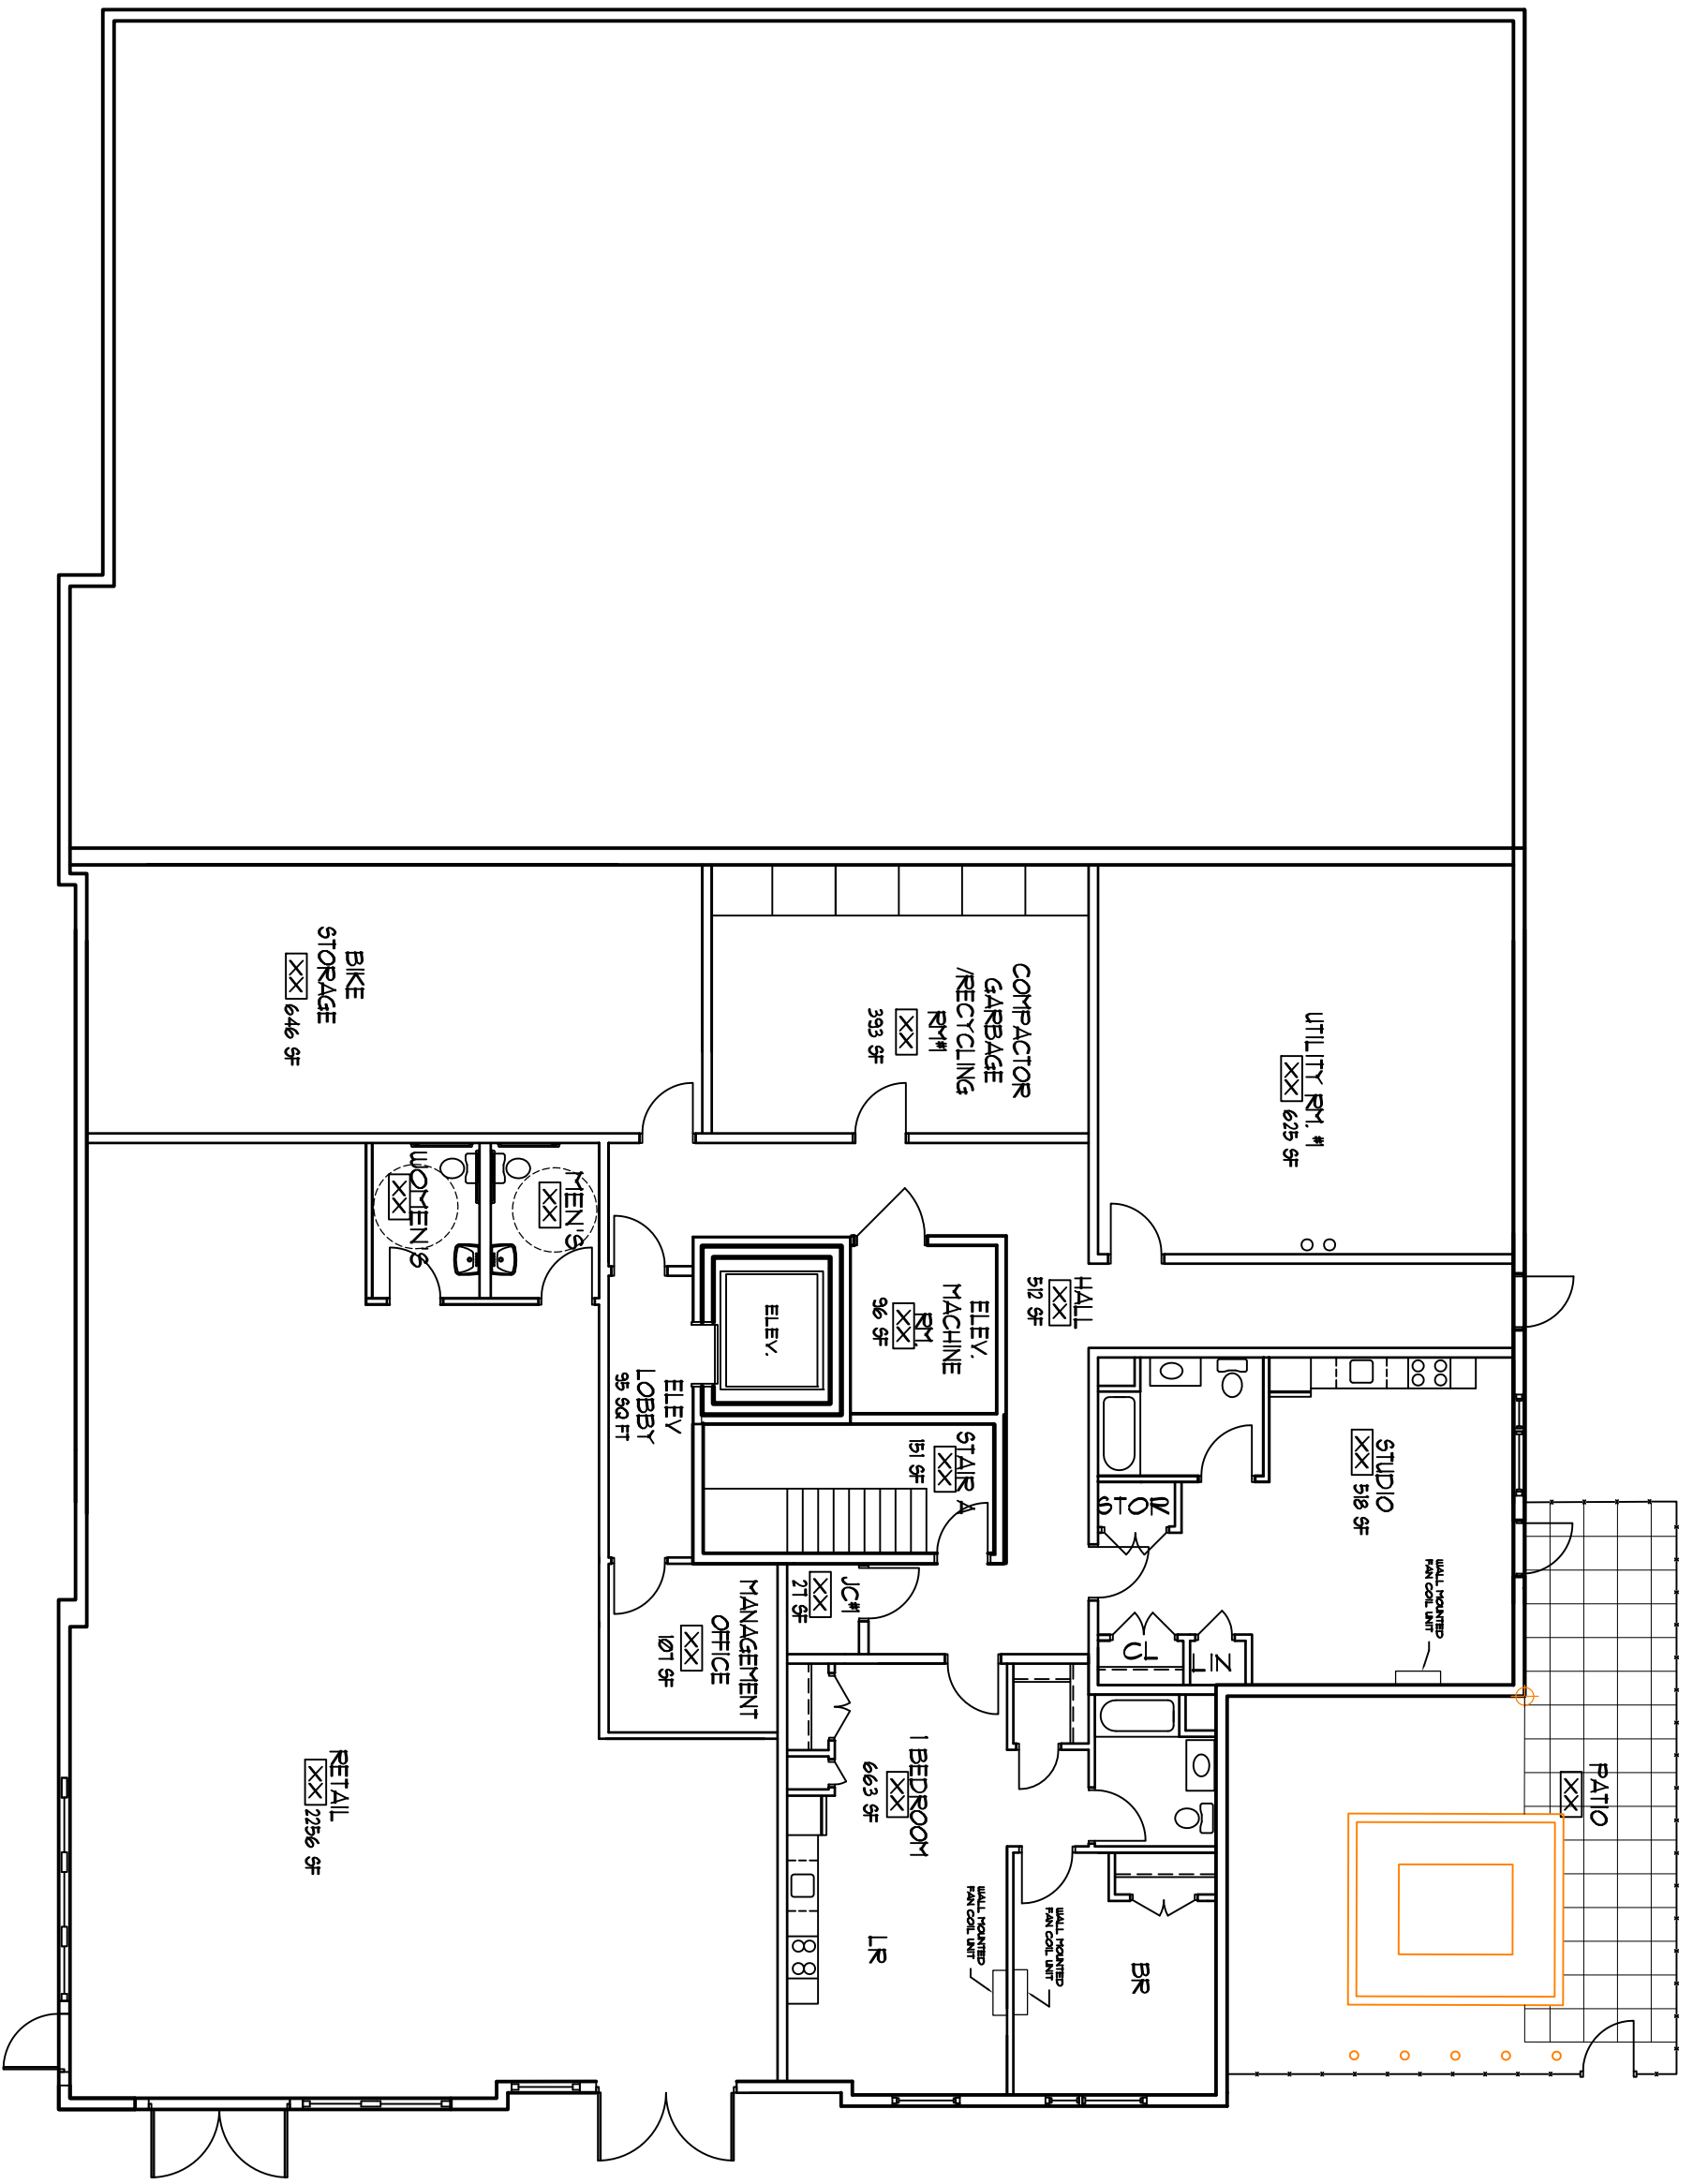 BIKE
STORAGE
XX 646 SF
COMPACTOR
GARBAGE
/RECYCLING
RM#1
XX
393 SF
UTILITY RM. #1
XX 625 SF
WOMEN'S
XX
MEN'S
XX
ELEV.
ELEV.
MACHINE
RM.
XX
96 SF
HALL
XX
512 SF
ELEV
LOBBY
95 SQ FT
STAIR A
XX
151 SF
STUDIO
XX 518 SF
STOR
WALL MOUNTED
FAN COIL UNIT
CL
LIN
JC#1
XX
27 SF
MANAGEMENT
OFFICE
XX
107 SF
RETAIL
XX 2256 SF
1 BEDROOM
XX
663 SF
LR
WALL MOUNTED
FAN COIL UNIT
WALL MOUNTED
FAN COIL UNIT
BR
PATIO
XX